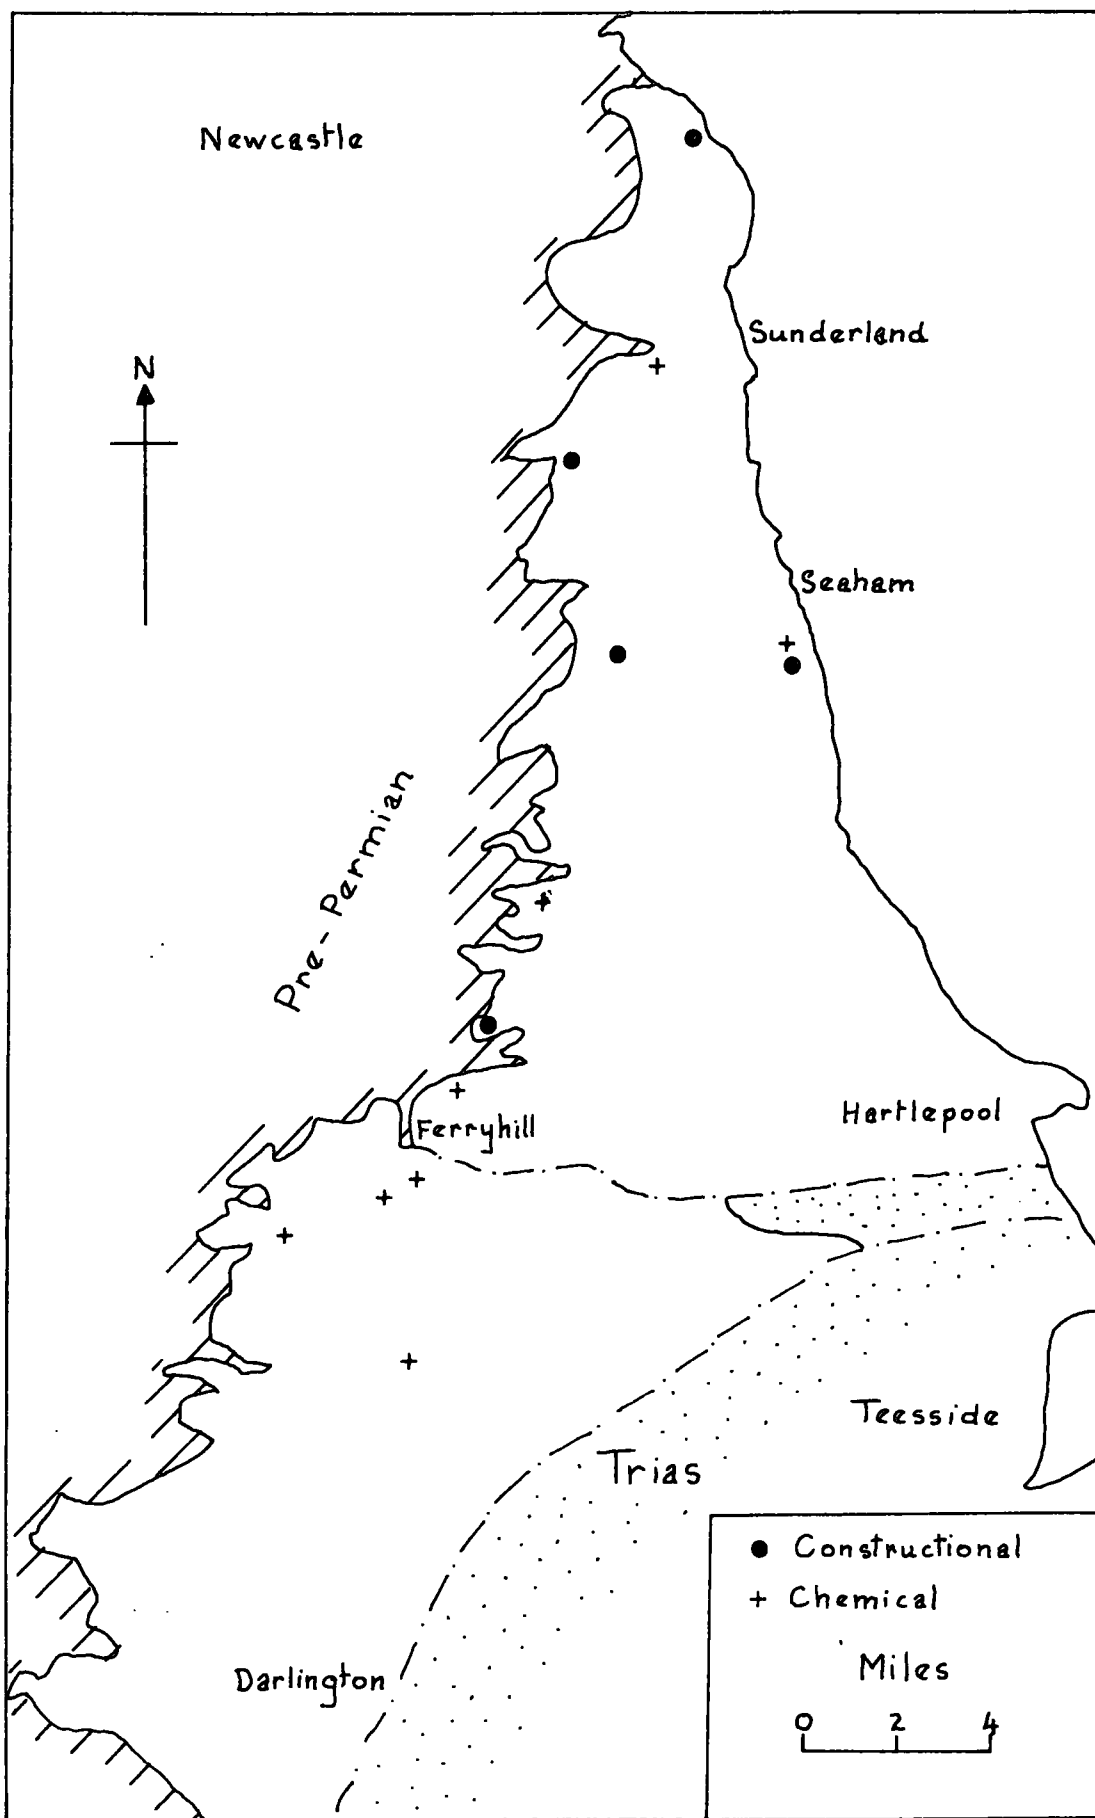 Newcastle
Sunderland
N
Seaham
Pre-Permian
Hartlepool
Ferryhill
Teesside
Trias
Constructional
Chemical
Miles
Darlington
0 2 4